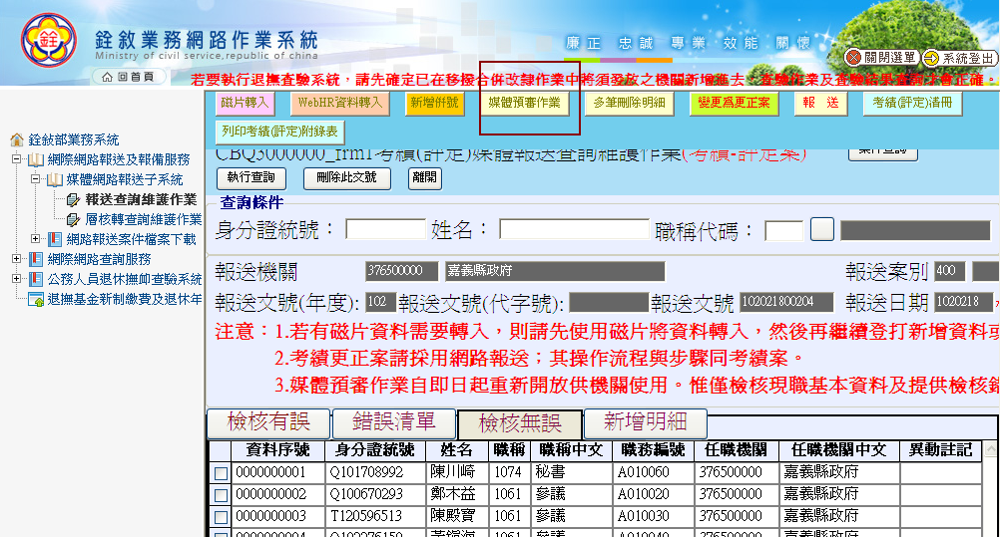 銓敘業務網路作業系統
Ministry of civil service,republic of china
廉正 忠誠 專業 效能 關懷
關閉選單 系統登出
回首頁
若要執行退撫查驗系統，請先確定已在移撥合併改隸作業中將須發放之機關新增進去
磁片轉入 WebHR資料轉入 新增併號 媒體預審作業 多筆刪除明細 變更為更正案 報 送 考績(評定)清冊
列印考績(評定)附錄表
CBQ3000000_frm1考績(評定)媒體報送查詢維護作業(考績-評定案)
執行查詢 刪除此文號 離開
銓敘部業務系統
網際網路報送及報備服務
媒體網路報送子系統
報送查詢維護作業
層核轉查詢維護作業
網路報送案件檔案下載
網際網路查詢服務
公務人員退休撫卹查驗系統
退撫基金新制繳費及退休年
查詢條件
身分證統號： 姓名： 職稱代碼：
報送機關 376500000 嘉義縣政府 報送案別 400
報送文號(年度): 102 報送文號(代字號): 報送文號 102021800204 報送日期 1020218
注意：1.若有磁片資料需要轉入，則請先使用磁片將資料轉入，然後再繼續登打新增資料或
2.考績更正案請採用網路報送；其操作流程與步驟同考績案。
3.媒體預審作業自即日起重新開放供機關使用。惟僅檢核現職基本資料及提供檢核錯
檢核有誤 錯誤清單 檢核無誤 新增明細
資料序號 身分證統號 姓名 職稱 職稱中文 職務編號 任職機關 任職機關中文 異動註記
0000000001 Q101708992 陳川崎 1074 秘書 A010060 376500000 嘉義縣政府
0000000002 Q100670293 鄭木益 1061 參議 A010020 376500000 嘉義縣政府
0000000003 T120596513 陳殿寶 1061 參議 A010030 376500000 嘉義縣政府